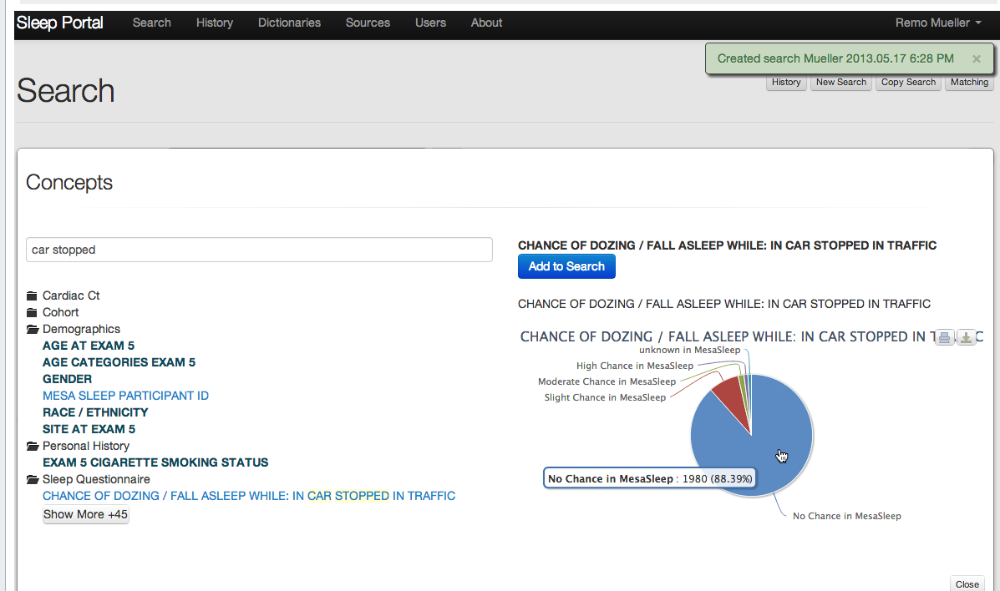 Sleep Portal Search History Dictionaries Sources Users About Remo Mueller
Created search Mueller 2013.05.17 6:28 PM ×
Search
History New Search Copy Search Matching
Concepts
car stopped
Cardiac Ct
Cohort
Demographics
AGE AT EXAM 5
AGE CATEGORIES EXAM 5
GENDER
MESA SLEEP PARTICIPANT ID
RACE / ETHNICITY
SITE AT EXAM 5
Personal History
EXAM 5 CIGARETTE SMOKING STATUS
Sleep Questionnaire
CHANCE OF DOZING / FALL ASLEEP WHILE: IN CAR STOPPED IN TRAFFIC
Show More +45
CHANCE OF DOZING / FALL ASLEEP WHILE: IN CAR STOPPED IN TRAFFIC
Add to Search
CHANCE OF DOZING / FALL ASLEEP WHILE: IN CAR STOPPED IN TRAFFIC
CHANCE OF DOZING / FALL ASLEEP WHILE: IN CAR STOPPED IN
unknown in MesaSleep
High Chance in MesaSleep
Moderate Chance in MesaSleep
Slight Chance in MesaSleep
No Chance in MesaSleep : 1980 (88.39%)
No Chance in MesaSleep
Close